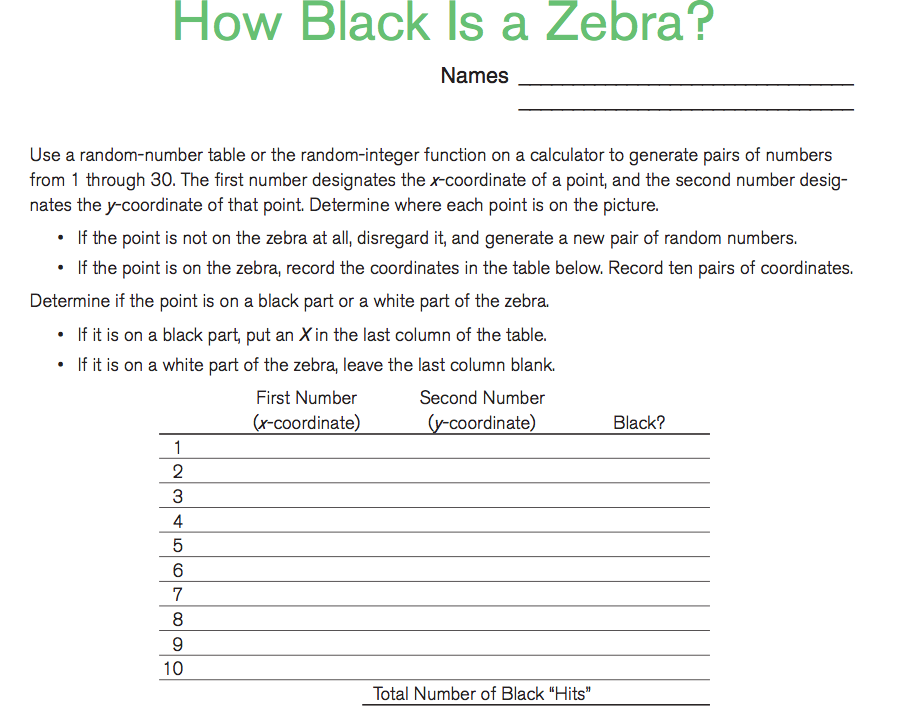 How Black Is a Zebra?
Names
Use a random-number table or the random-integer function on a calculator to generate pairs of numbers
from 1 through 30. The first number designates the x-coordinate of a point, and the second number desig-
nates the y-coordinate of that point. Determine where each point is on the picture.
• If the point is not on the zebra at all, disregard it, and generate a new pair of random numbers.
• If the point is on the zebra, record the coordinates in the table below. Record ten pairs of coordinates.
Determine if the point is on a black part or a white part of the zebra.
• If it is on a black part, put an X in the last column of the table.
• If it is on a white part of the zebra, leave the last column blank.
First Number Second Number
(x-coordinate) (y-coordinate) Black?
1
2
3
4
5
6
7
8
9
10
Total Number of Black “Hits”